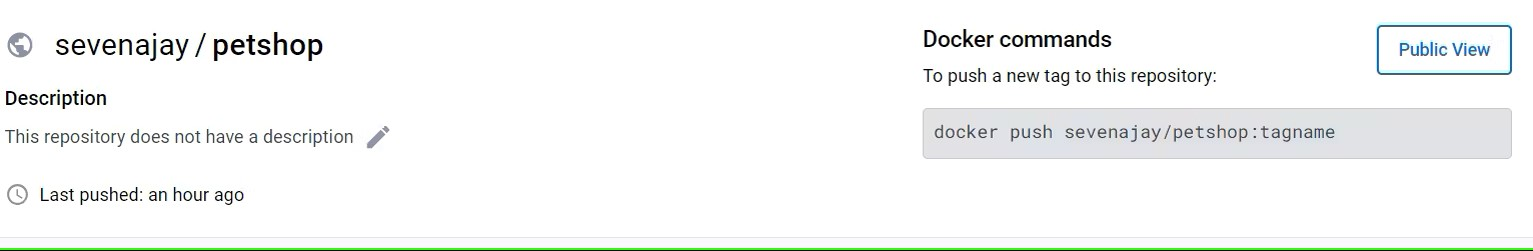 sevenajay / petshop
Description
This repository does not have a description
Last pushed: an hour ago
Docker commands
Public View
To push a new tag to this repository:
docker push sevenajay/petshop:tagname